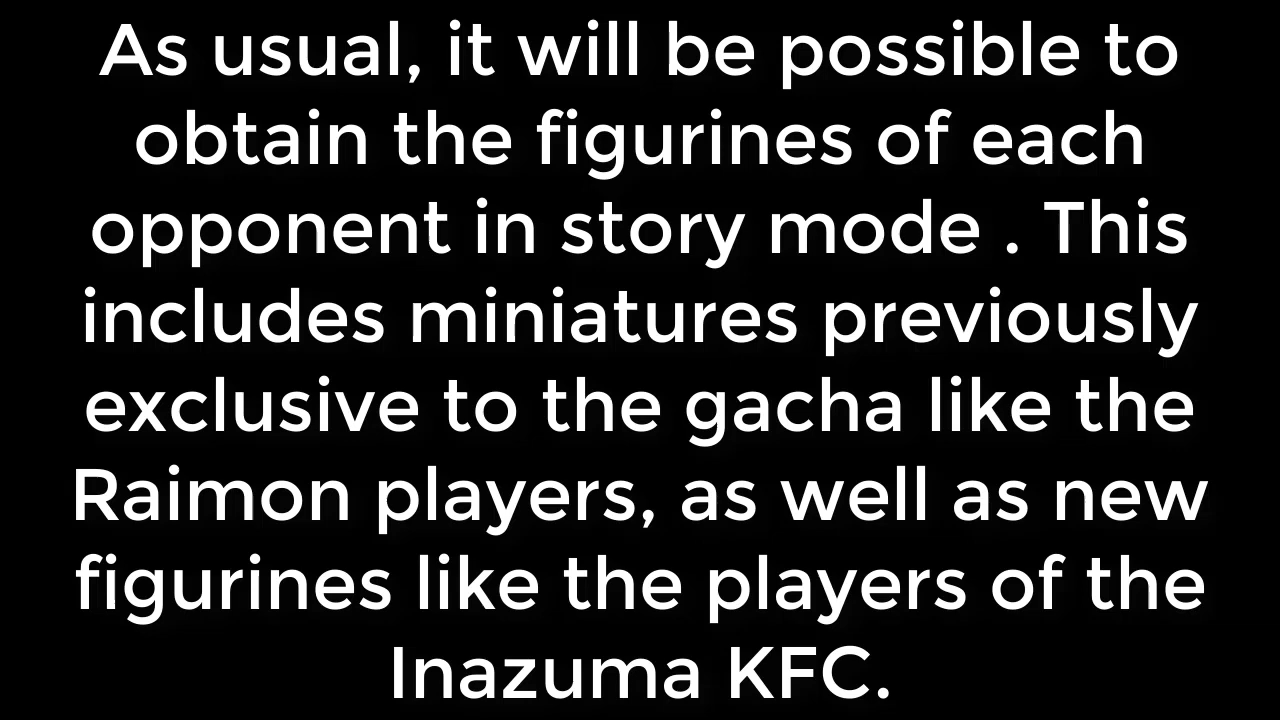 As usual, it will be possible to
obtain the figurines of each
opponent in story mode . This
includes miniatures previously
exclusive to the gacha like the
Raimon players, as well as new
figurines like the players of the
Inazuma KFC.